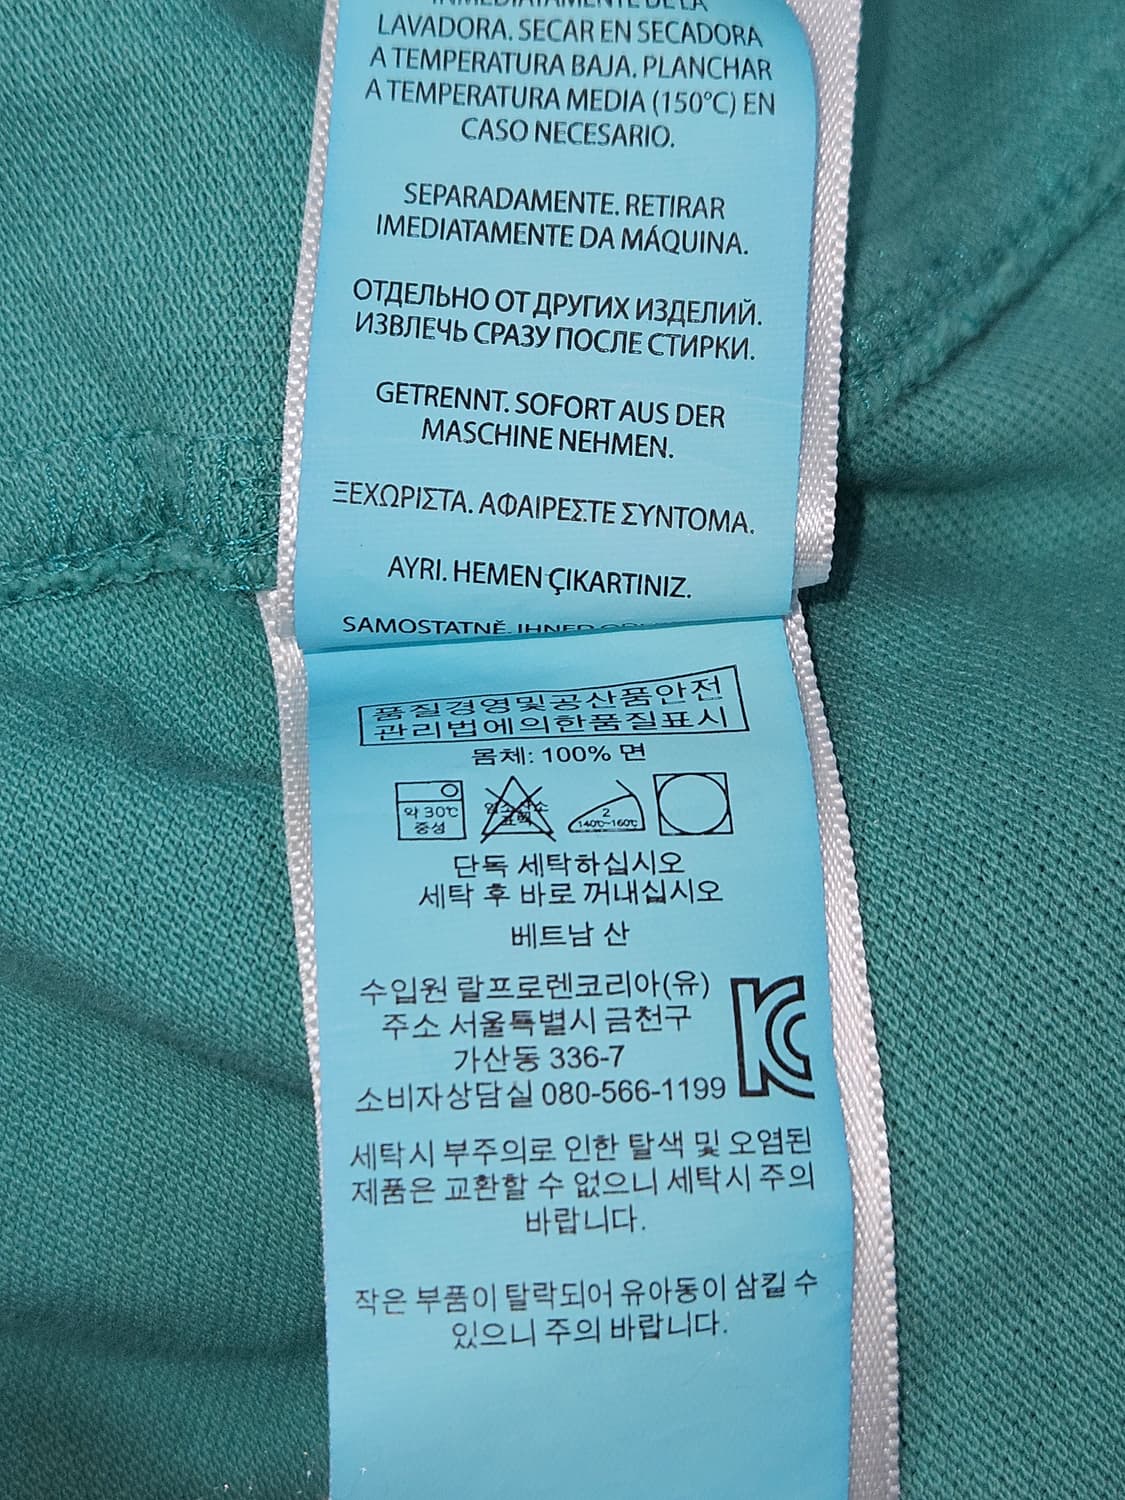 INMEDIATAMENTE DE LA
LAVADORA. SECAR EN SECADORA
A TEMPERATURA BAJA. PLANCHAR
A TEMPERATURA MEDIA (150°C) EN
CASO NECESARIO.
SEPARADAMENTE. RETIRAR
IMEDIATAMENTE DA MÁQUINA.
ОТДЕЛЬНО ОТ ДРУГИХ ИЗДЕЛИЙ.
ИЗВЛЕЧЬ СРАЗУ ПОСЛЕ СТИРКИ.
GETRENNT. SOFORT AUS DER
MASCHINE NEHMEN.
ΞΕΧΩΡΙΣΤΑ. ΑΦΑΙΡΕΣΤΕ ΣΥΝΤΟΜΑ.
AYRI. HEMEN ÇIKARTINIZ.
SAMOSTATNĚ. IHNED
품질경영및공산품안전
관리법에의한품질표시
몸체: 100% 면
약 30℃
중성
2
140℃~160℃
단독 세탁하십시오
세탁 후 바로 꺼내십시오
베트남 산
수입원 랄프로렌코리아(유)
주소 서울특별시 금천구
가산동 336-7
소비자상담실 080-566-1199
KC
세탁시 부주의로 인한 탈색 및 오염된
제품은 교환할 수 없으니 세탁시 주의
바랍니다.
작은 부품이 탈락되어 유아동이 삼킬 수
있으니 주의 바랍니다.